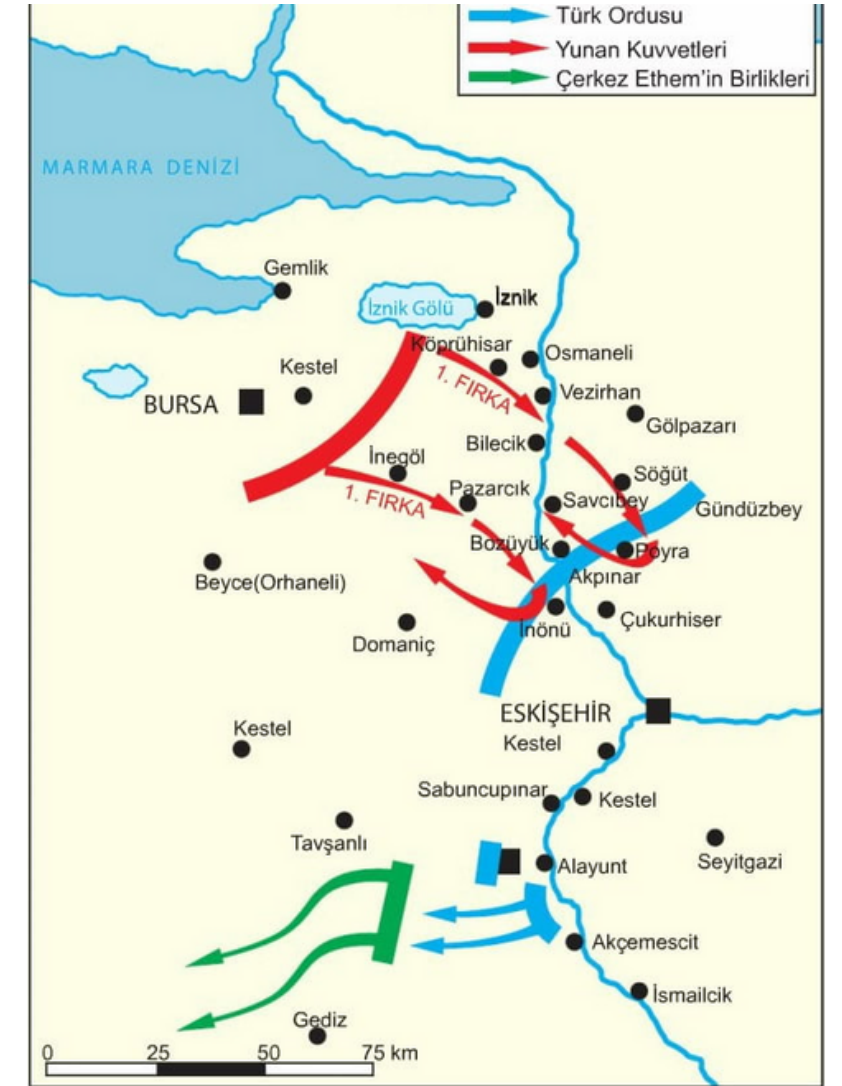 Türk Ordusu
Yunan Kuvvetleri
Çerkez Ethem'in Birlikleri
MARMARA DENİZİ
Gemlik
İznik Gölü
İznik
Köprühisar
Osmaneli
Kestel
1. FIRKA
Vezirhan
BURSA
Gölpazarı
Bilecik
İnegöl
Söğüt
Pazarcık
1. FIRKA
Savcıbey
Gündüzbey
Bozüyük
Poyra
Akpınar
Beyce(Orhaneli)
Çukurhiser
İnönü
Domaniç
ESKİŞEHİR
Kestel
Kestel
Sabuncupınar
Kestel
Tavşanlı
Alayunt
Seyitgazi
Akçemescit
İsmailcik
Gediz
0 25 50 75 km